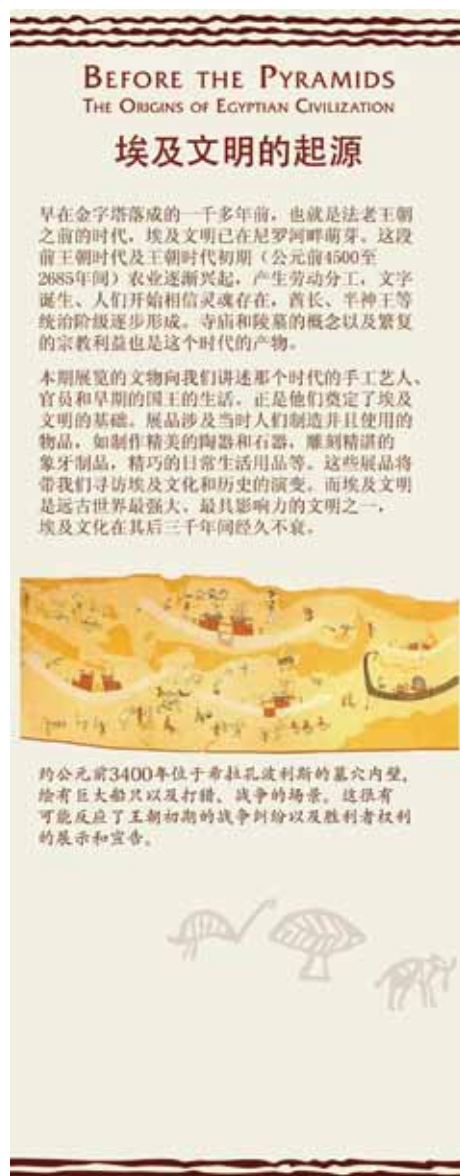 BEFORE THE PYRAMIDS
THE ORIGINS OF EGYPTIAN CIVILIZATION
埃及文明的起源
早在金字塔落成的一千多年前，也就是法老王朝
之前的时代，埃及文明已在尼罗河畔萌芽。这段
前王朝时代及王朝时代初期（公元前4500至
2685年间）农业逐渐兴起，产生劳动分工，文字
诞生、人们开始相信灵魂存在，酋长、半神王等
统治阶级逐步形成。寺庙和陵墓的概念以及繁复
的宗教利益也是这个时代的产物。
本期展览的文物向我们讲述那个时代的手工艺人、
官员和早期的国王的生活。正是他们奠定了埃及
文明的基础。展品涉及当时人们制造并且使用的
物品，如制作精美的陶器和石器，雕刻精湛的
象牙制品，精巧的日常生活用品等。这些展品将
带我们寻访埃及文化和历史的演变。而埃及文明
是远古世界最强大、最具影响力的文明之一，
埃及文化在其后三千年间经久不衰。
约公元前3400年位于希拉孔波利斯的墓穴内壁，
绘有巨大船只以及打猎、战争的场景。这很有
可能反应了王朝初期的战争纠纷以及胜利者权利
的展示和宣告。